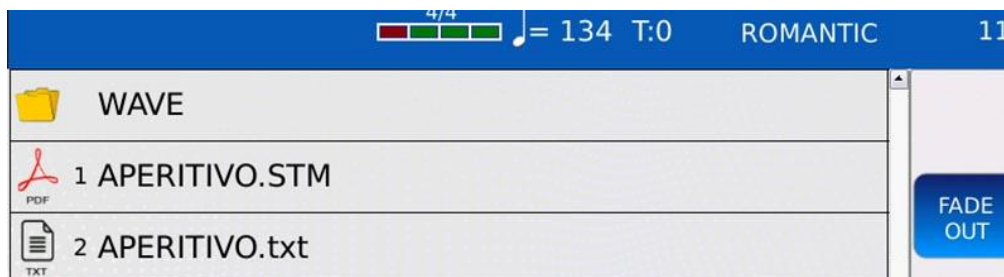 4/4
= 134 T:0 ROMANTIC 11
WAVE
PDF 1 APERITIVO.STM
FADE
OUT
TXT 2 APERITIVO.txt